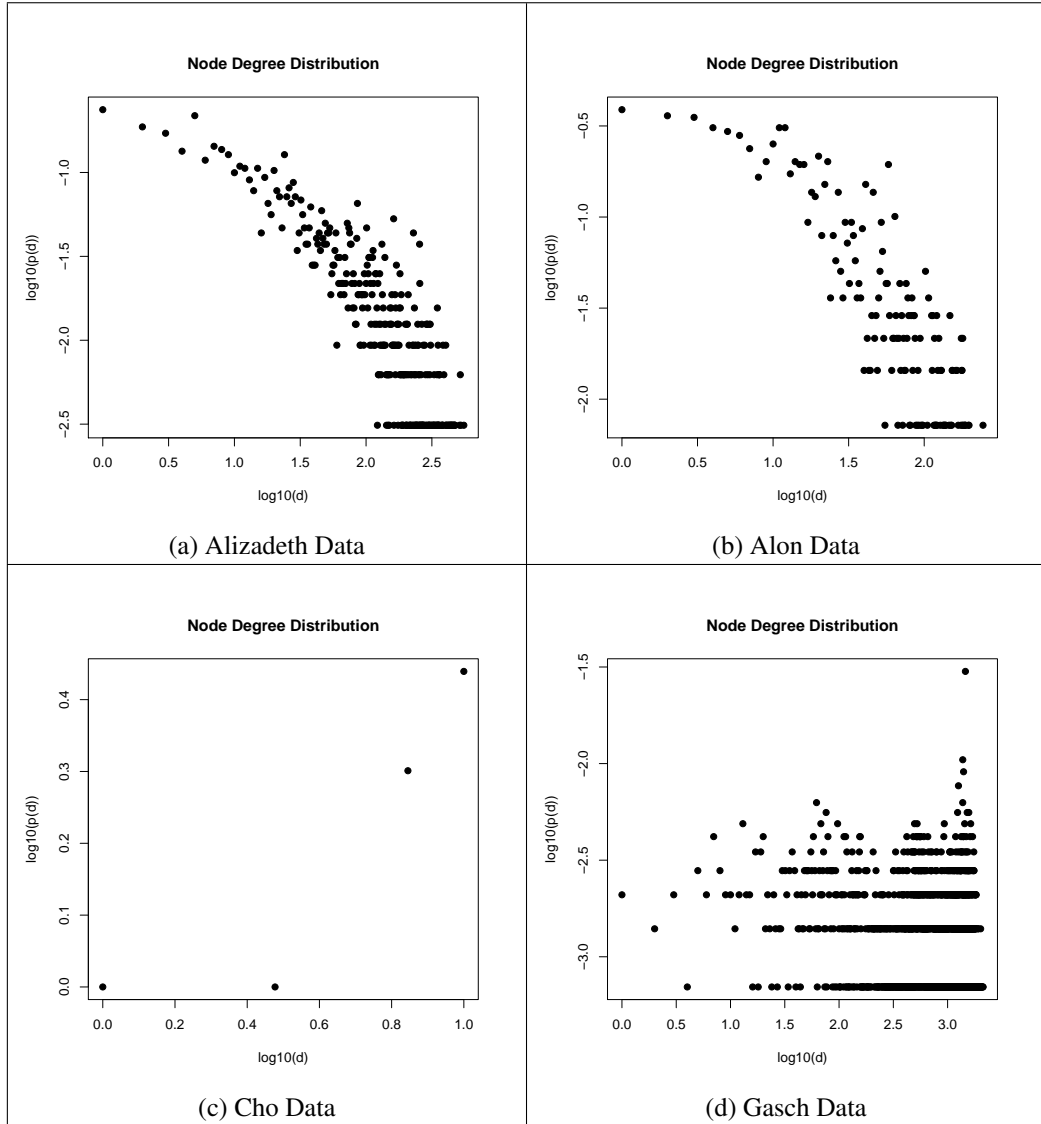 Node Degree Distribution
log10(p(d))
−1.0
−1.5
−2.0
−2.5
0.0 0.5 1.0 1.5 2.0 2.5
log10(d)
(a) Alizadeth Data
Node Degree Distribution
log10(p(d))
−0.5
−1.0
−1.5
−2.0
0.0 0.5 1.0 1.5 2.0
log10(d)
(b) Alon Data
Node Degree Distribution
log10(p(d))
0.4
0.3
0.2
0.1
0.0
0.0 0.2 0.4 0.6 0.8 1.0
log10(d)
(c) Cho Data
Node Degree Distribution
log10(p(d))
−1.5
−2.0
−2.5
−3.0
0.0 0.5 1.0 1.5 2.0 2.5 3.0
log10(d)
(d) Gasch Data